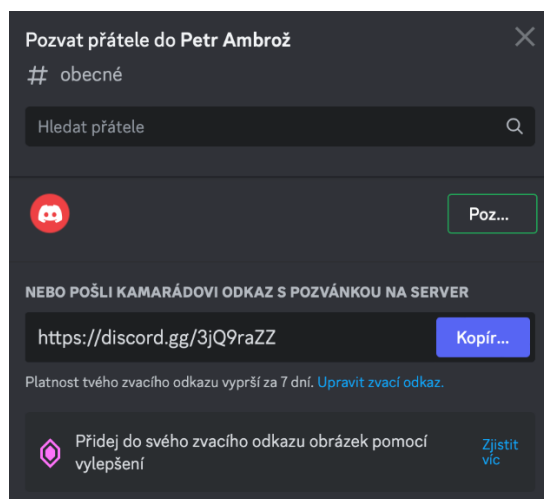 Pozvat přátele do Petr Ambrož
# obecné
Hledat přátele
Poz...
NEBO POŠLI KAMARÁDOVI ODKAZ S POZVÁNKOU NA SERVER
https://discord.gg/3jQ9raZZ
Kopír...
Platnost tvého zvacího odkazu vyprší za 7 dní. Upravit zvací odkaz.
Přidej do svého zvacího odkazu obrázek pomocí
vylepšení
Zjistit
víc